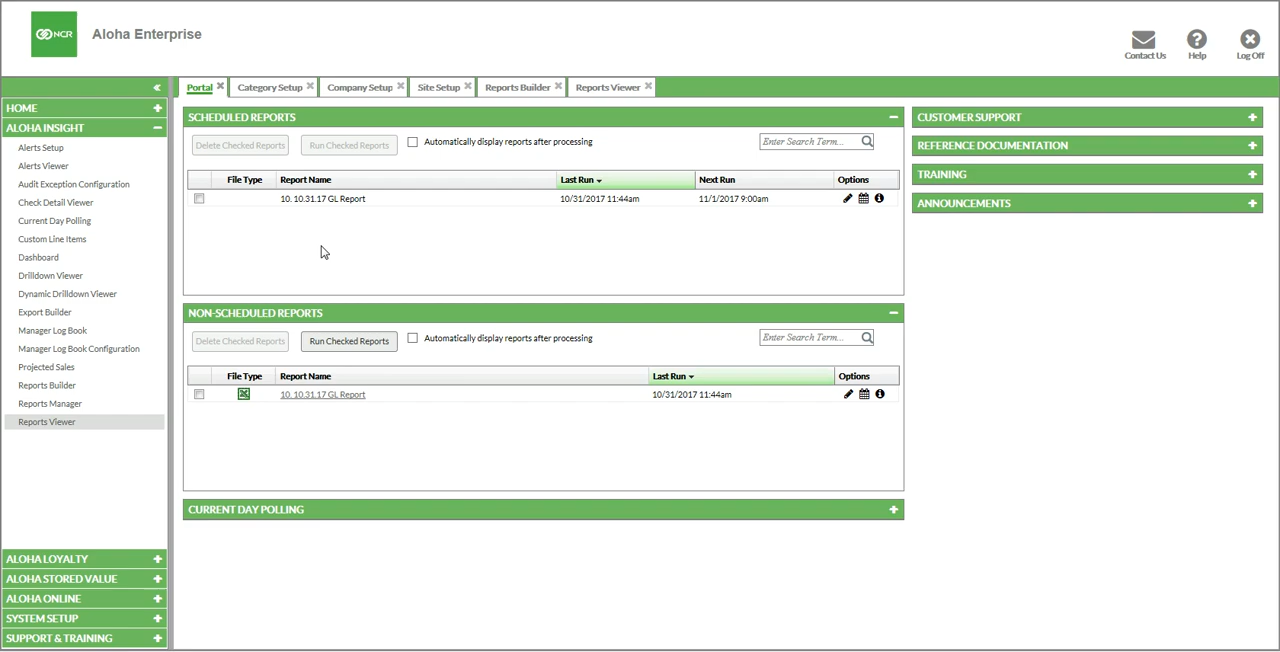 NCR
Aloha Enterprise
Contact Us
Help
Log Off
HOME
ALOHA INSIGHT
Alerts Setup
Alerts Viewer
Audit Exception Configuration
Check Detail Viewer
Current Day Polling
Custom Line Items
Dashboard
Drilldown Viewer
Dynamic Drilldown Viewer
Export Builder
Manager Log Book
Manager Log Book Configuration
Projected Sales
Reports Builder
Reports Manager
Reports Viewer
ALOHA LOYALTY
ALOHA STORED VALUE
ALOHA ONLINE
SYSTEM SETUP
SUPPORT & TRAINING
Portal
Category Setup
Company Setup
Site Setup
Reports Builder
Reports Viewer
SCHEDULED REPORTS
Delete Checked Reports
Run Checked Reports
Automatically display reports after processing
Enter Search Term...
File Type Report Name Last Run Next Run Options
10. 10.31.17 GL Report 10/31/2017 11:44am 11/1/2017 9:00am
NON-SCHEDULED REPORTS
Delete Checked Reports
Run Checked Reports
Automatically display reports after processing
Enter Search Term...
File Type Report Name Last Run Options
10. 10.31.17 GL Report 10/31/2017 11:44am
CURRENT DAY POLLING
CUSTOMER SUPPORT
REFERENCE DOCUMENTATION
TRAINING
ANNOUNCEMENTS